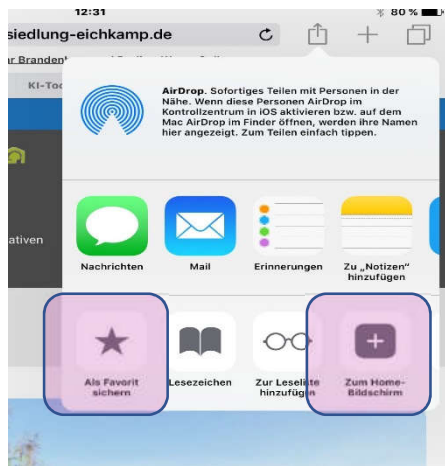 12:31
80 %
siedlung-eichkamp.de
KI-Too
AirDrop. Sofortiges Teilen mit Personen in der
Nähe. Wenn diese Personen AirDrop im
Kontrollzentrum in iOS aktivieren bzw. auf dem
Mac AirDrop im Finder öffnen, werden ihre Namen
hier angezeigt. Zum Teilen einfach tippen.
ativen
Nachrichten
Mail
Erinnerungen
Zu „Notizen"
hinzufügen
Als Favorit
sichern
Lesezeichen
Zur Leseliste
hinzufügen
Zum Home-
Bildschirm